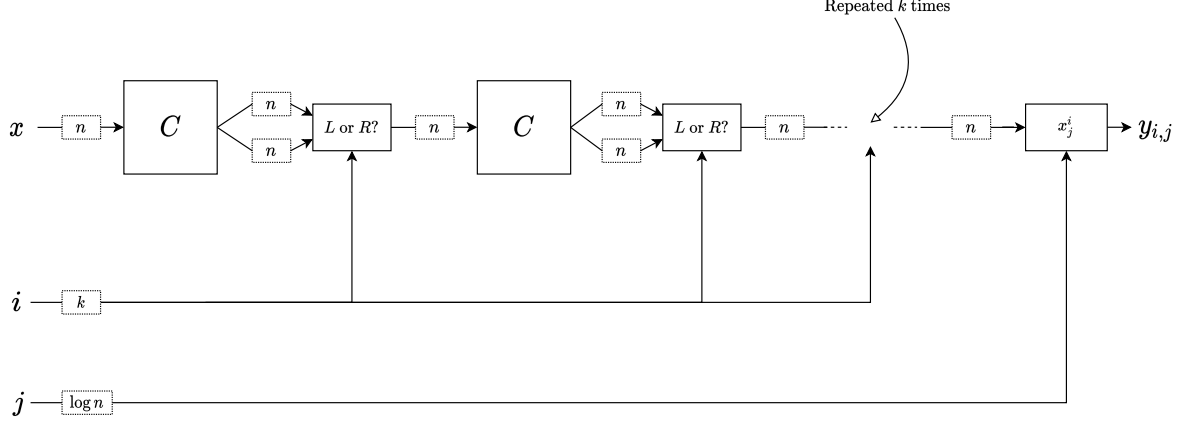 Repeated k times
x n C n n L or R? n C n n L or R? n n x_j^i y_{i,j}
i k
j log n